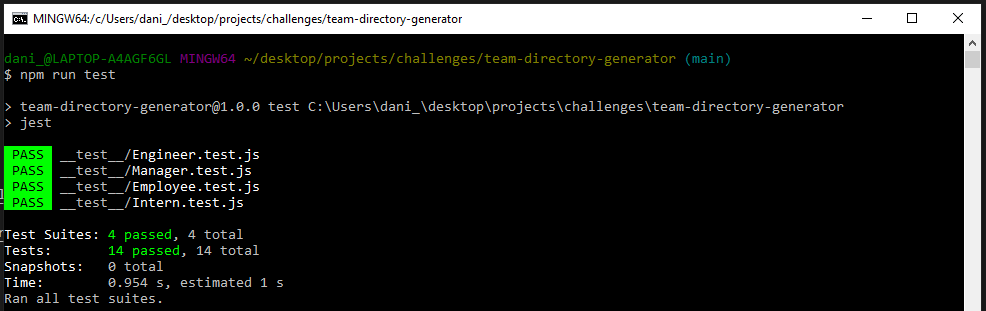 MINGW64:/c/Users/dani_/desktop/projects/challenges/team-directory-generator
dani_@LAPTOP-A4AGF6GL MINGW64 ~/desktop/projects/challenges/team-directory-generator (main)
$ npm run test
> team-directory-generator@1.0.0 test C:\Users\dani_\desktop\projects\challenges\team-directory-generator
> jest
PASS __test__/Engineer.test.js
PASS __test__/Manager.test.js
PASS __test__/Employee.test.js
PASS __test__/Intern.test.js
Test Suites: 4 passed, 4 total
Tests: 14 passed, 14 total
Snapshots: 0 total
Time: 0.954 s, estimated 1 s
Ran all test suites.